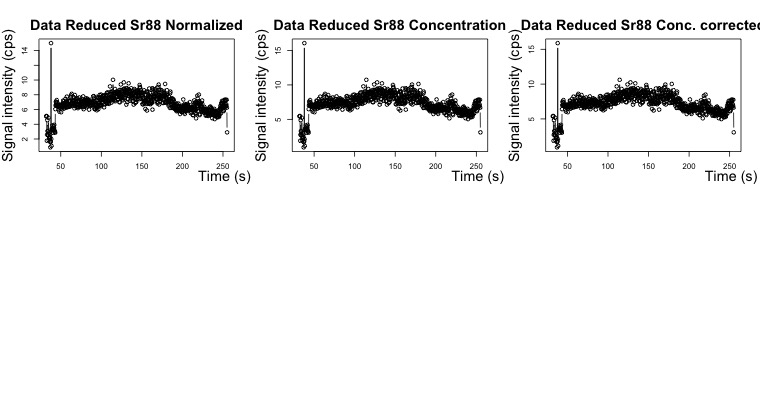 Data Reduced Sr88 Normalized
Signal intensity (cps)
2 4 6 8 10 14
50 100 150 200 250
Time (s)
Data Reduced Sr88 Concentration
Signal intensity (cps)
5 10 15
50 100 150 200 250
Time (s)
Data Reduced Sr88 Conc. corrected
Signal intensity (cps)
5 10 15
50 100 150 200 250
Time (s)